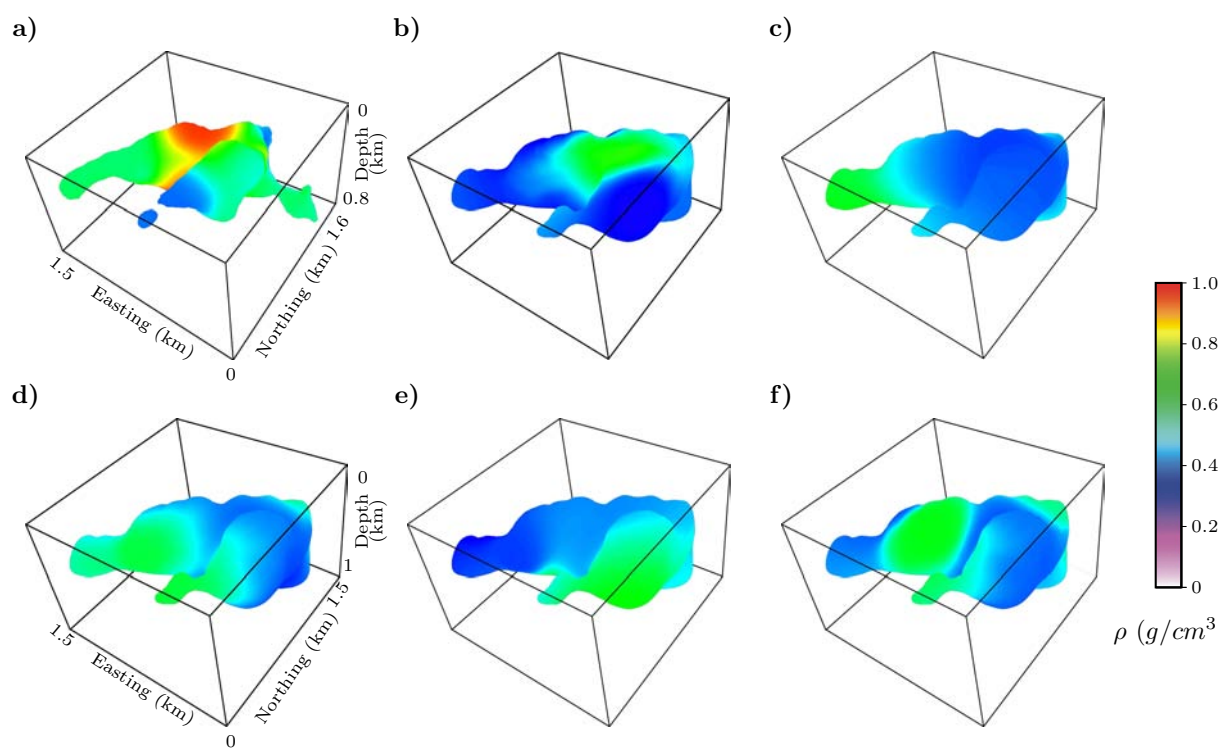 a)
b)
c)
0
Depth
(km)
0.8
1.6
Northing (km)
1.5
Easting (km)
0
1.0
0.8
0.6
0.4
0.2
0
ρ (g/cm³
d)
e)
f)
0
Depth
(km)
1
1.5
Northing (km)
1.5
Easting (km)
0